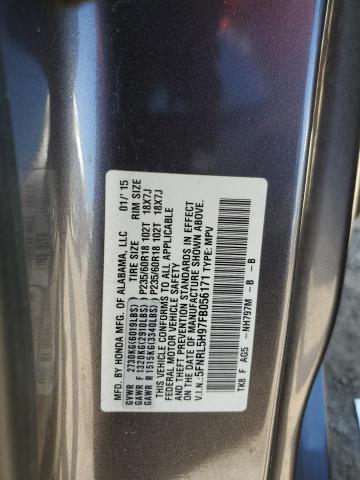 MFD. BY HONDA MFG. OF ALABAMA, LLC 01/'15
TIRE SIZE RIM SIZE
GVWR 2730KG(6019LBS)
GAWR F 1320KG(2910LBS) P235/60R18 102T 18X7J
GAWR R 1515KG(3340LBS) P235/60R18 102T 18X7J
THIS VEHICLE CONFORMS TO ALL APPLICABLE
FEDERAL MOTOR VEHICLE SAFETY
AND THEFT PREVENTION STANDARDS IN EFFECT
ON THE DATE OF MANUFACTURE SHOWN ABOVE.
V.I.N.: 5FNRL5H97FB056171 TYPE: MPV
TK8 F AG5 -NH797M -B -B